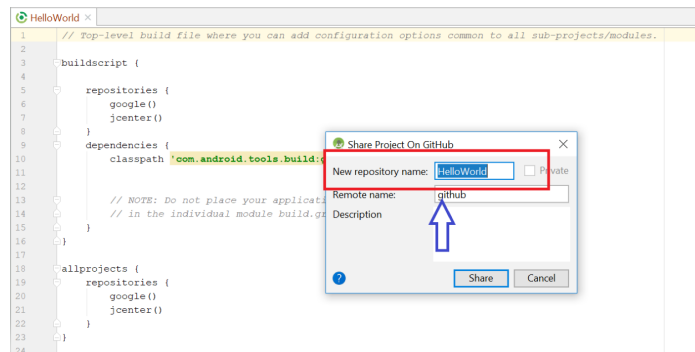 HelloWorld
1 // Top-level build file where you can add configuration options common to all sub-projects/modules.
2
3 buildscript {
4
5 repositories {
6 google()
7 jcenter()
8 }
9 dependencies {
10 classpath 'com.android.tools.build:g
11
12
13 // NOTE: Do not place your applicati
14 // in the individual module build.gr
15 }
16 }
17
18 allprojects {
19 repositories {
20 google()
21 jcenter()
22 }
23 }
24
Share Project On GitHub
New repository name: HelloWorld Private
Remote name: github
Description
? Share Cancel